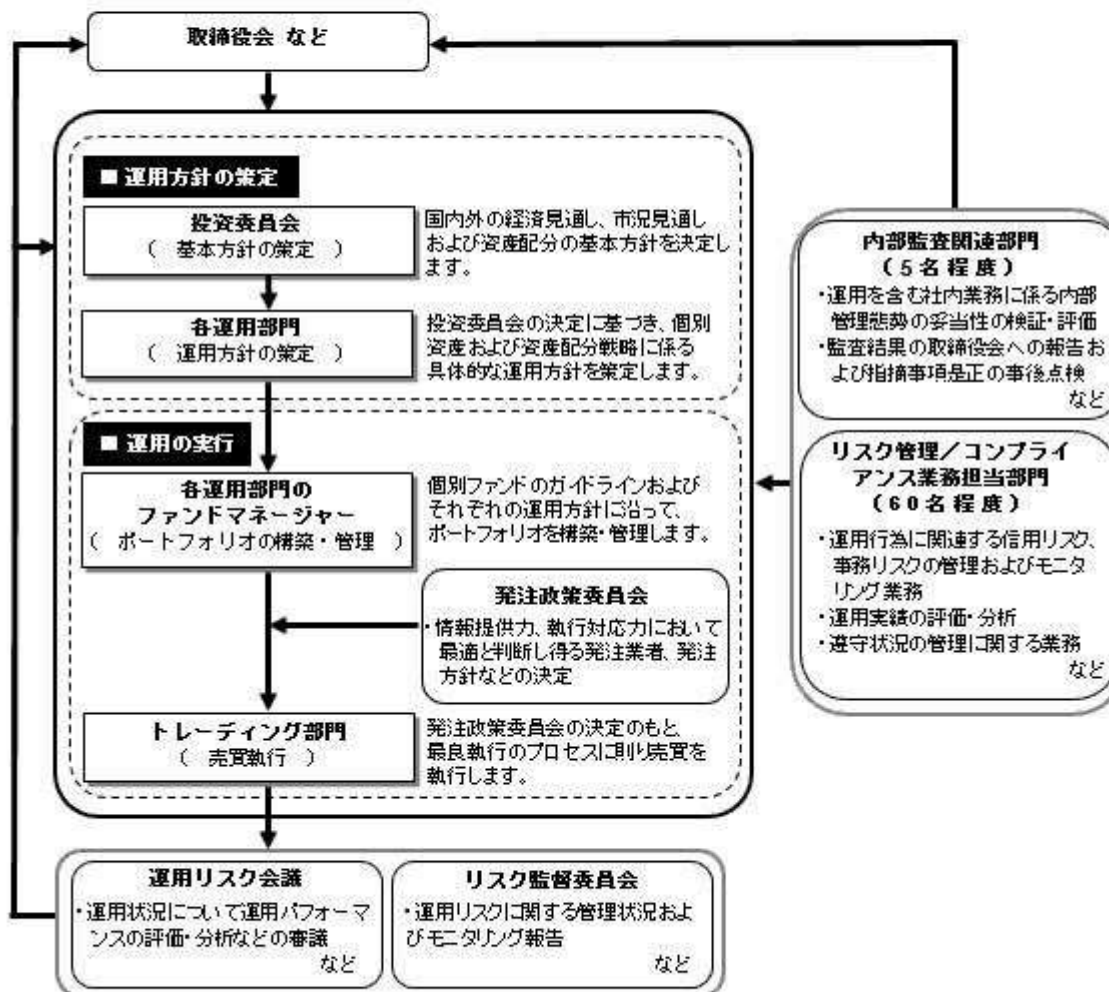 取締役会 など
■ 運用方針の策定
投資委員会
( 基本方針の策定 )
国内外の経済見通し、市況見通し
および資産配分の基本方針を決定し
ます。
各運用部門
( 運用方針の策定 )
投資委員会の決定に基づき、個別
資産および資産配分戦略に係る
具体的な運用方針を策定します。
■ 運用の実行
各運用部門の
ファンドマネージャー
( ポートフォリオの構築・管理 )
個別ファンドのガイドラインおよび
それぞれの運用方針に沿って、
ポートフォリオを構築・管理します。
発注政策委員会
・情報提供力、執行対応力において
最適と判断し得る発注業者、発注
方針などの決定
トレーディング部門
( 売買執行 )
発注政策委員会の決定のもと、
最良執行のプロセスに則り売買を
執行します。
内部監査関連部門
(5名程度)
・運用を含む社内業務に係る内部
管理態勢の妥当性の検証・評価
・監査結果の取締役会への報告お
よび指摘事項是正の事後点検
など
リスク管理/コンプライ
アンス業務担当部門
(60名程度)
・運用行為に関連する信用リスク、
事務リスクの管理およびモニタ
リング業務
・運用実績の評価・分析
・遵守状況の管理に関する業務
など
運用リスク会議
・運用状況について運用パフォーマ
ンスの評価・分析などの審議
など
リスク監督委員会
・運用リスクに関する管理状況およ
びモニタリング報告
など